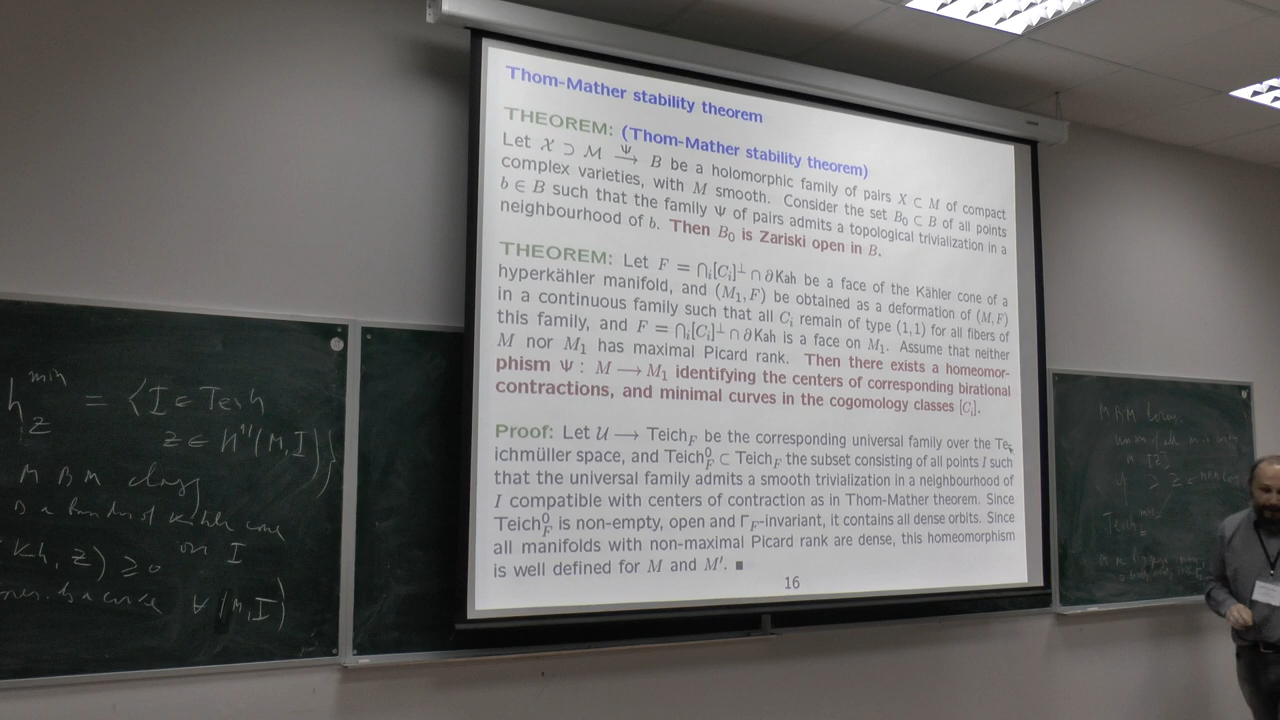 Thom-Mather stability theorem
THEOREM: (Thom-Mather stability theorem)
Let 𝒳 ⊃ ℳ —Ψ→ B be a holomorphic family of pairs X ⊂ M of compact
complex varieties, with M smooth. Consider the set B₀ ⊂ B of all points
b ∈ B such that the family Ψ of pairs admits a topological trivialization in a
neighbourhood of b. Then B₀ is Zariski open in B.
THEOREM: Let F = ⋂ᵢ[Cᵢ]^⊥ ∩ ∂Kah be a face of the Kähler cone of a
hyperkähler manifold, and (M₁, F) be obtained as a deformation of (M, F)
in a continuous family such that all Cᵢ remain of type (1, 1) for all fibers of
this family, and F = ⋂ᵢ[Cᵢ]^⊥ ∩ ∂Kah is a face on M₁. Assume that neither
M nor M₁ has maximal Picard rank. Then there exists a homeomor-
phism Ψ : M ⟶ M₁ identifying the centers of corresponding birational
contractions, and minimal curves in the cogomology classes [Cᵢ].
Proof: Let 𝒰 ⟶ Teich_F be the corresponding universal family over the Te-
ichmüller space, and Teich⁰_F ⊂ Teich_F the subset consisting of all points I such
that the universal family admits a smooth trivialization in a neighbourhood of
I compatible with centers of contraction as in Thom-Mather theorem. Since
Teich⁰_F is non-empty, open and Γ_F-invariant, it contains all dense orbits. Since
all manifolds with non-maximal Picard rank are dense, this homeomorphism
is well defined for M and M′. ■
16
min
= ⟨I ∈ Teich
z
z ∈ H¹¹(M, I)⟩
MBM class
on I
, z) ≥ 0
∀ (M, I)
MBM
[z]
Teich